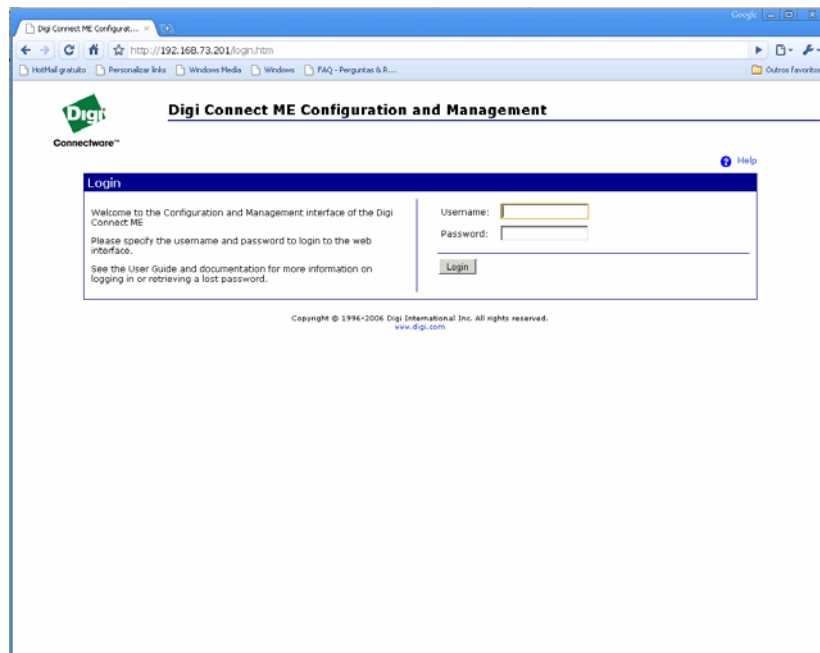 Google
Digi Connect ME Configurat...
http://192.168.73.201/login.htm
HotMail gratuito
Personalizar links
Windows Media
Windows
FAQ - Perguntas & R...
Outros favoritos
Digi
Connectware™
Digi Connect ME Configuration and Management
Help
Login
Welcome to the Configuration and Management interface of the Digi
Connect ME
Please specify the username and password to login to the web
interface.
See the User Guide and documentation for more information on
logging in or retrieving a lost password.
Username:
Password:
Login
Copyright © 1996-2006 Digi International Inc. All rights reserved.
www.digi.com